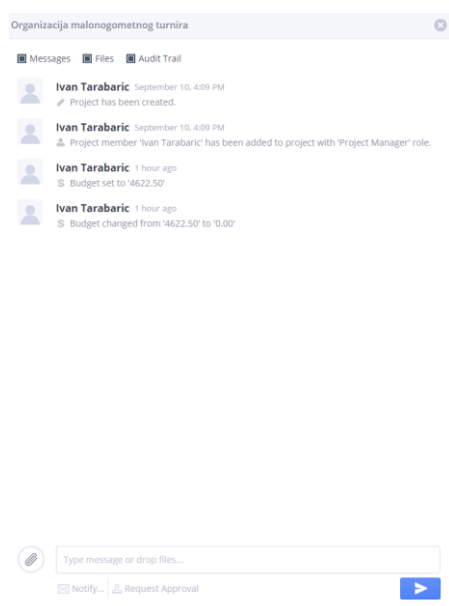 Organizacija malonogometnog turnira
Messages Files Audit Trail
Ivan Tarabaric September 10, 4:09 PM
Project has been created.
Ivan Tarabaric September 10, 4:09 PM
Project member 'Ivan Tarabaric' has been added to project with 'Project Manager' role.
Ivan Tarabaric 1 hour ago
$ Budget set to '4622.50'
Ivan Tarabaric 1 hour ago
$ Budget changed from '4622.50' to '0.00'
Type message or drop files...
Notify... Request Approval